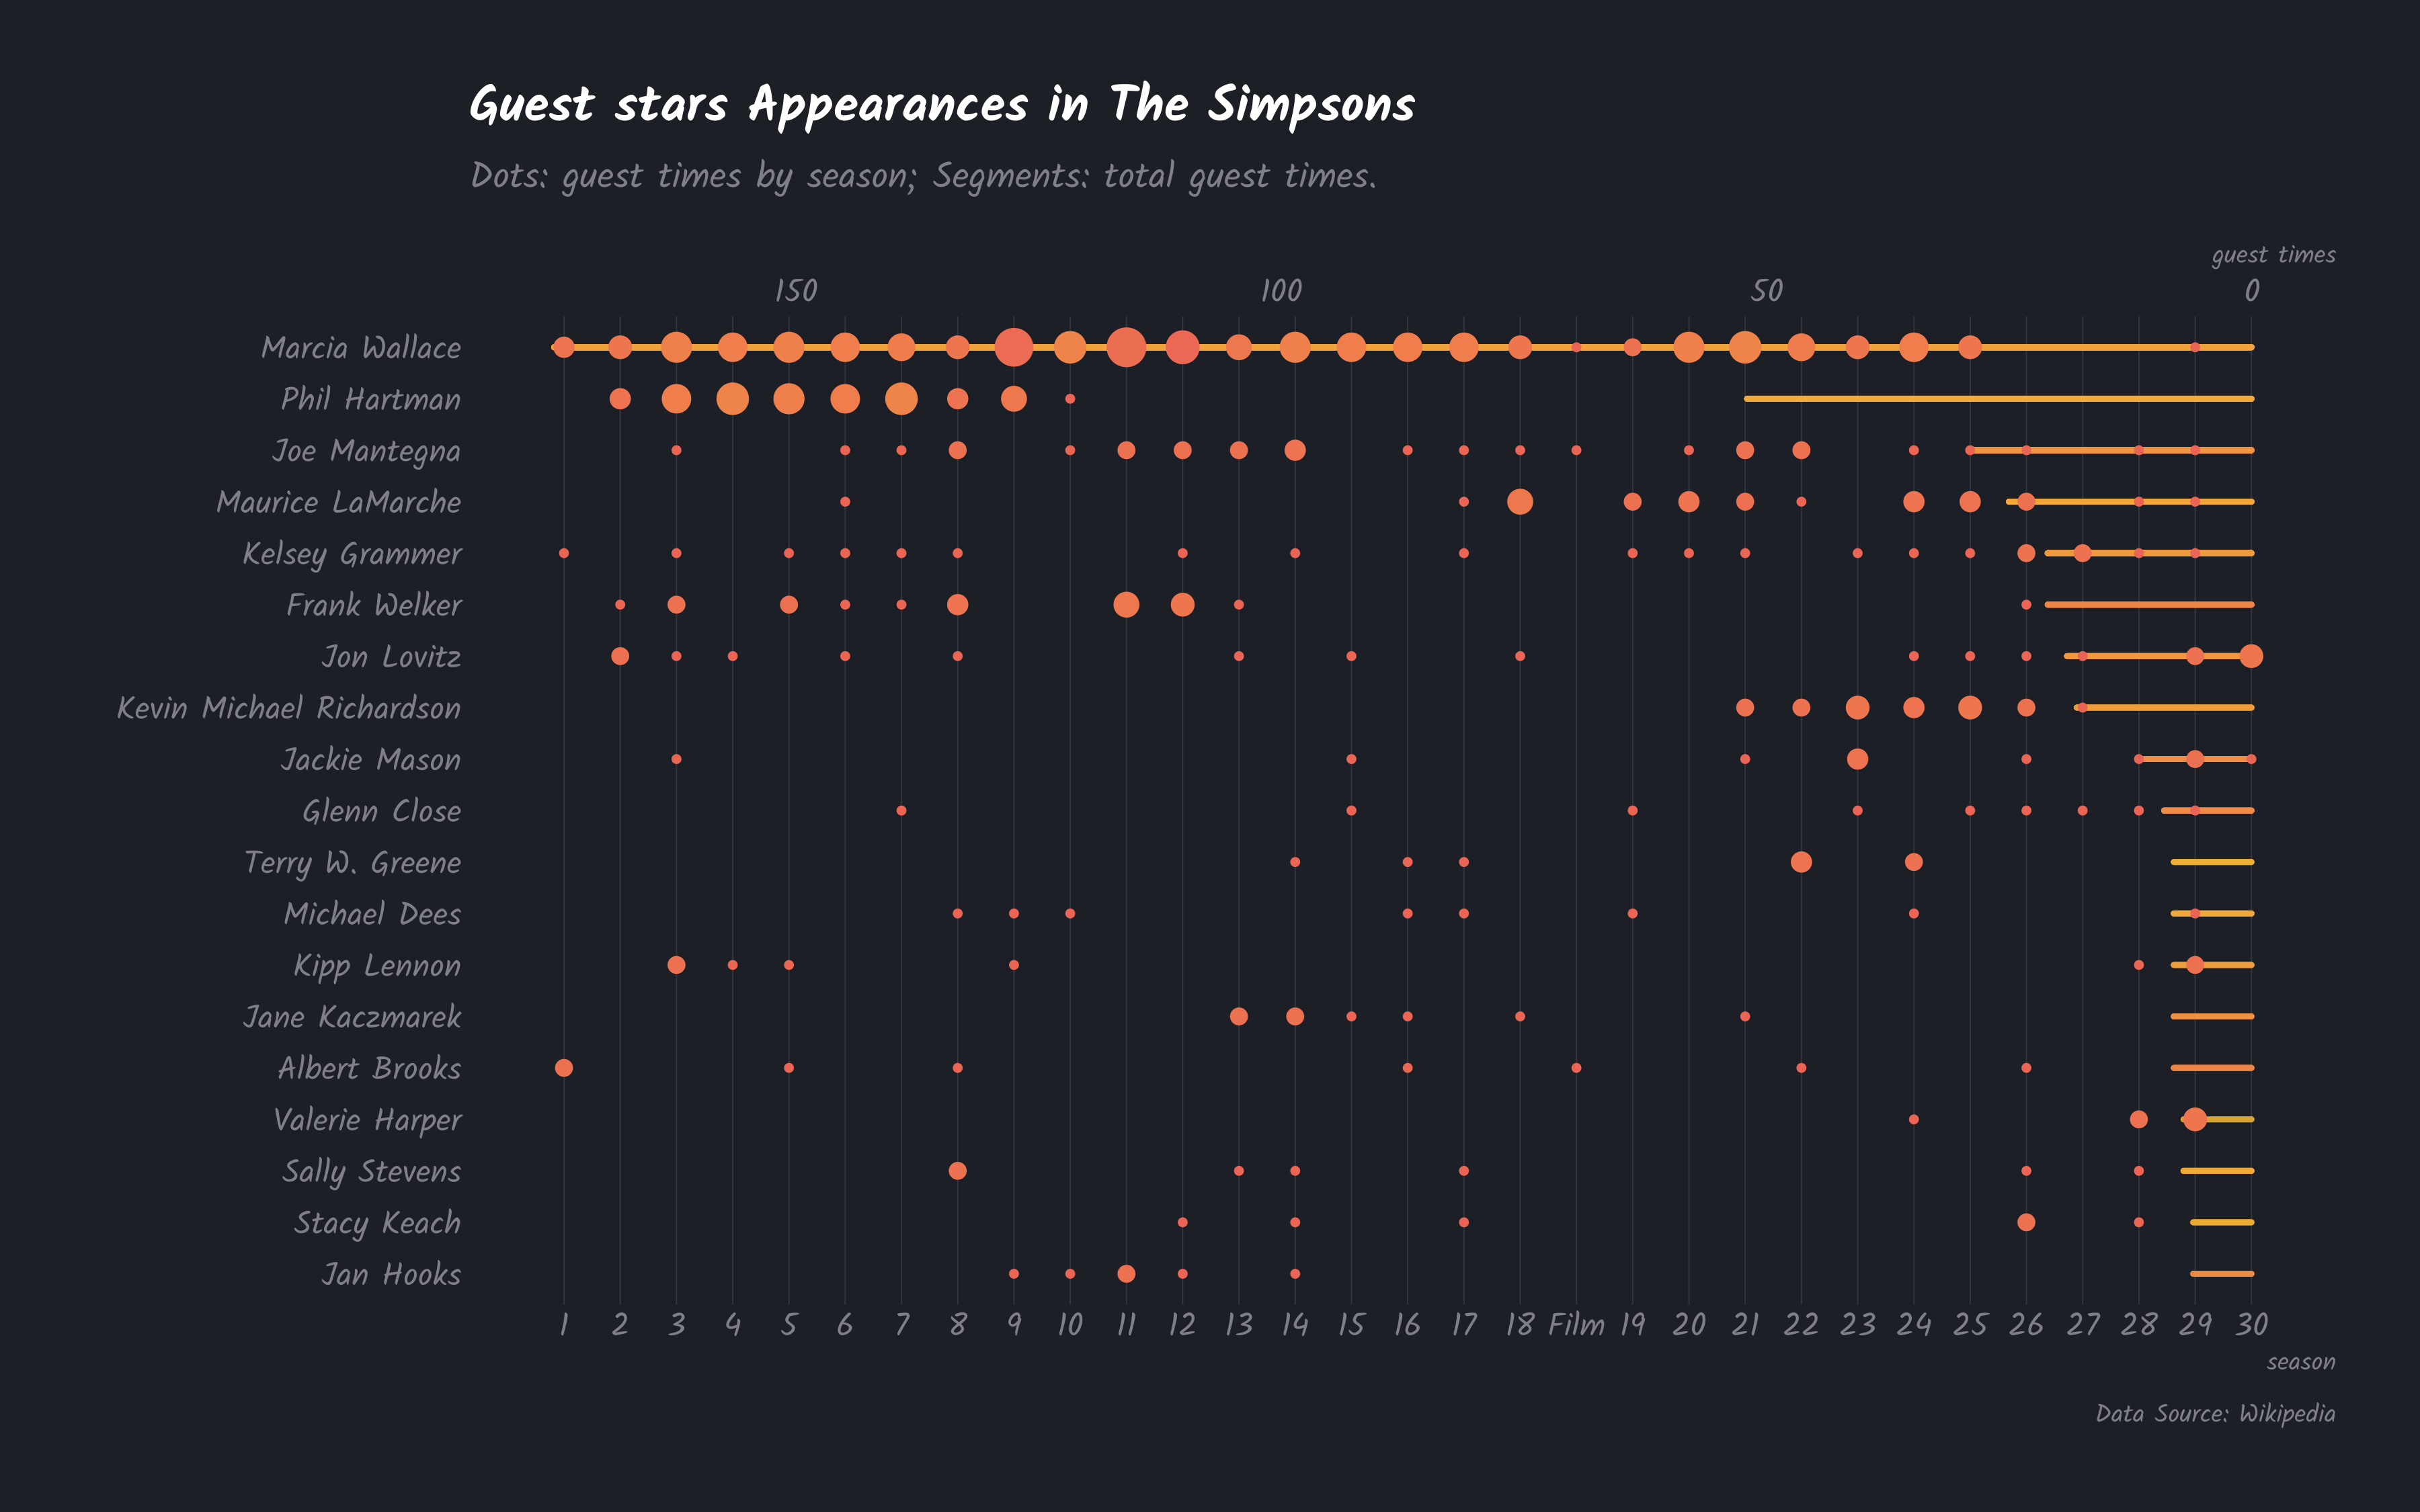 Guest stars Appearances in The Simpsons
Dots: guest times by season; Segments: total guest times.
guest times
150 100 50 0
Marcia Wallace
Phil Hartman
Joe Mantegna
Maurice LaMarche
Kelsey Grammer
Frank Welker
Jon Lovitz
Kevin Michael Richardson
Jackie Mason
Glenn Close
Terry W. Greene
Michael Dees
Kipp Lennon
Jane Kaczmarek
Albert Brooks
Valerie Harper
Sally Stevens
Stacy Keach
Jan Hooks
1 2 3 4 5 6 7 8 9 10 11 12 13 14 15 16 17 18 Film 19 20 21 22 23 24 25 26 27 28 29 30
season
Data Source: Wikipedia